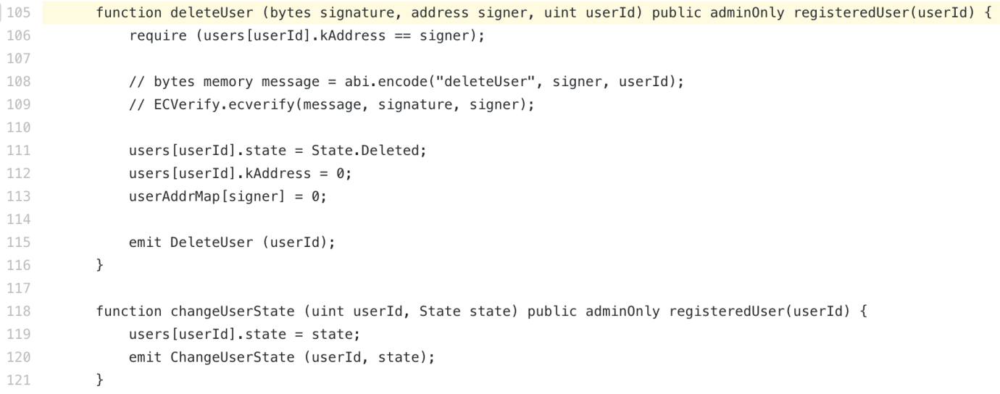 105 function deleteUser (bytes signature, address signer, uint userId) public adminOnly registeredUser(userId) {
106 require (users[userId].kAddress == signer);
107
108 // bytes memory message = abi.encode("deleteUser", signer, userId);
109 // ECVerify.ecverify(message, signature, signer);
110
111 users[userId].state = State.Deleted;
112 users[userId].kAddress = 0;
113 userAddrMap[signer] = 0;
114
115 emit DeleteUser (userId);
116 }
117
118 function changeUserState (uint userId, State state) public adminOnly registeredUser(userId) {
119 users[userId].state = state;
120 emit ChangeUserState (userId, state);
121 }